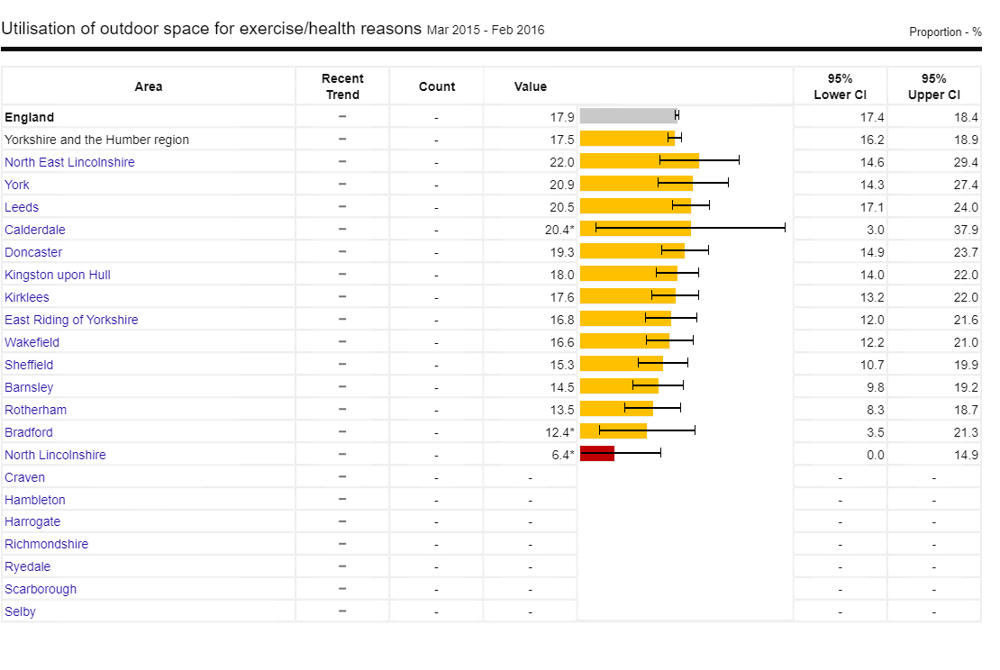 Utilisation of outdoor space for exercise/health reasons Mar 2015 - Feb 2016 Proportion - %
Area Recent Trend Count Value 95% Lower CI 95% Upper CI
England – - 17.9 17.4 18.4
Yorkshire and the Humber region – - 17.5 16.2 18.9
North East Lincolnshire – - 22.0 14.6 29.4
York – - 20.9 14.3 27.4
Leeds – - 20.5 17.1 24.0
Calderdale – - 20.4* 3.0 37.9
Doncaster – - 19.3 14.9 23.7
Kingston upon Hull – - 18.0 14.0 22.0
Kirklees – - 17.6 13.2 22.0
East Riding of Yorkshire – - 16.8 12.0 21.6
Wakefield – - 16.6 12.2 21.0
Sheffield – - 15.3 10.7 19.9
Barnsley – - 14.5 9.8 19.2
Rotherham – - 13.5 8.3 18.7
Bradford – - 12.4* 3.5 21.3
North Lincolnshire – - 6.4* 0.0 14.9
Craven – - - - -
Hambleton – - - - -
Harrogate – - - - -
Richmondshire – - - - -
Ryedale – - - - -
Scarborough – - - - -
Selby – - - - -